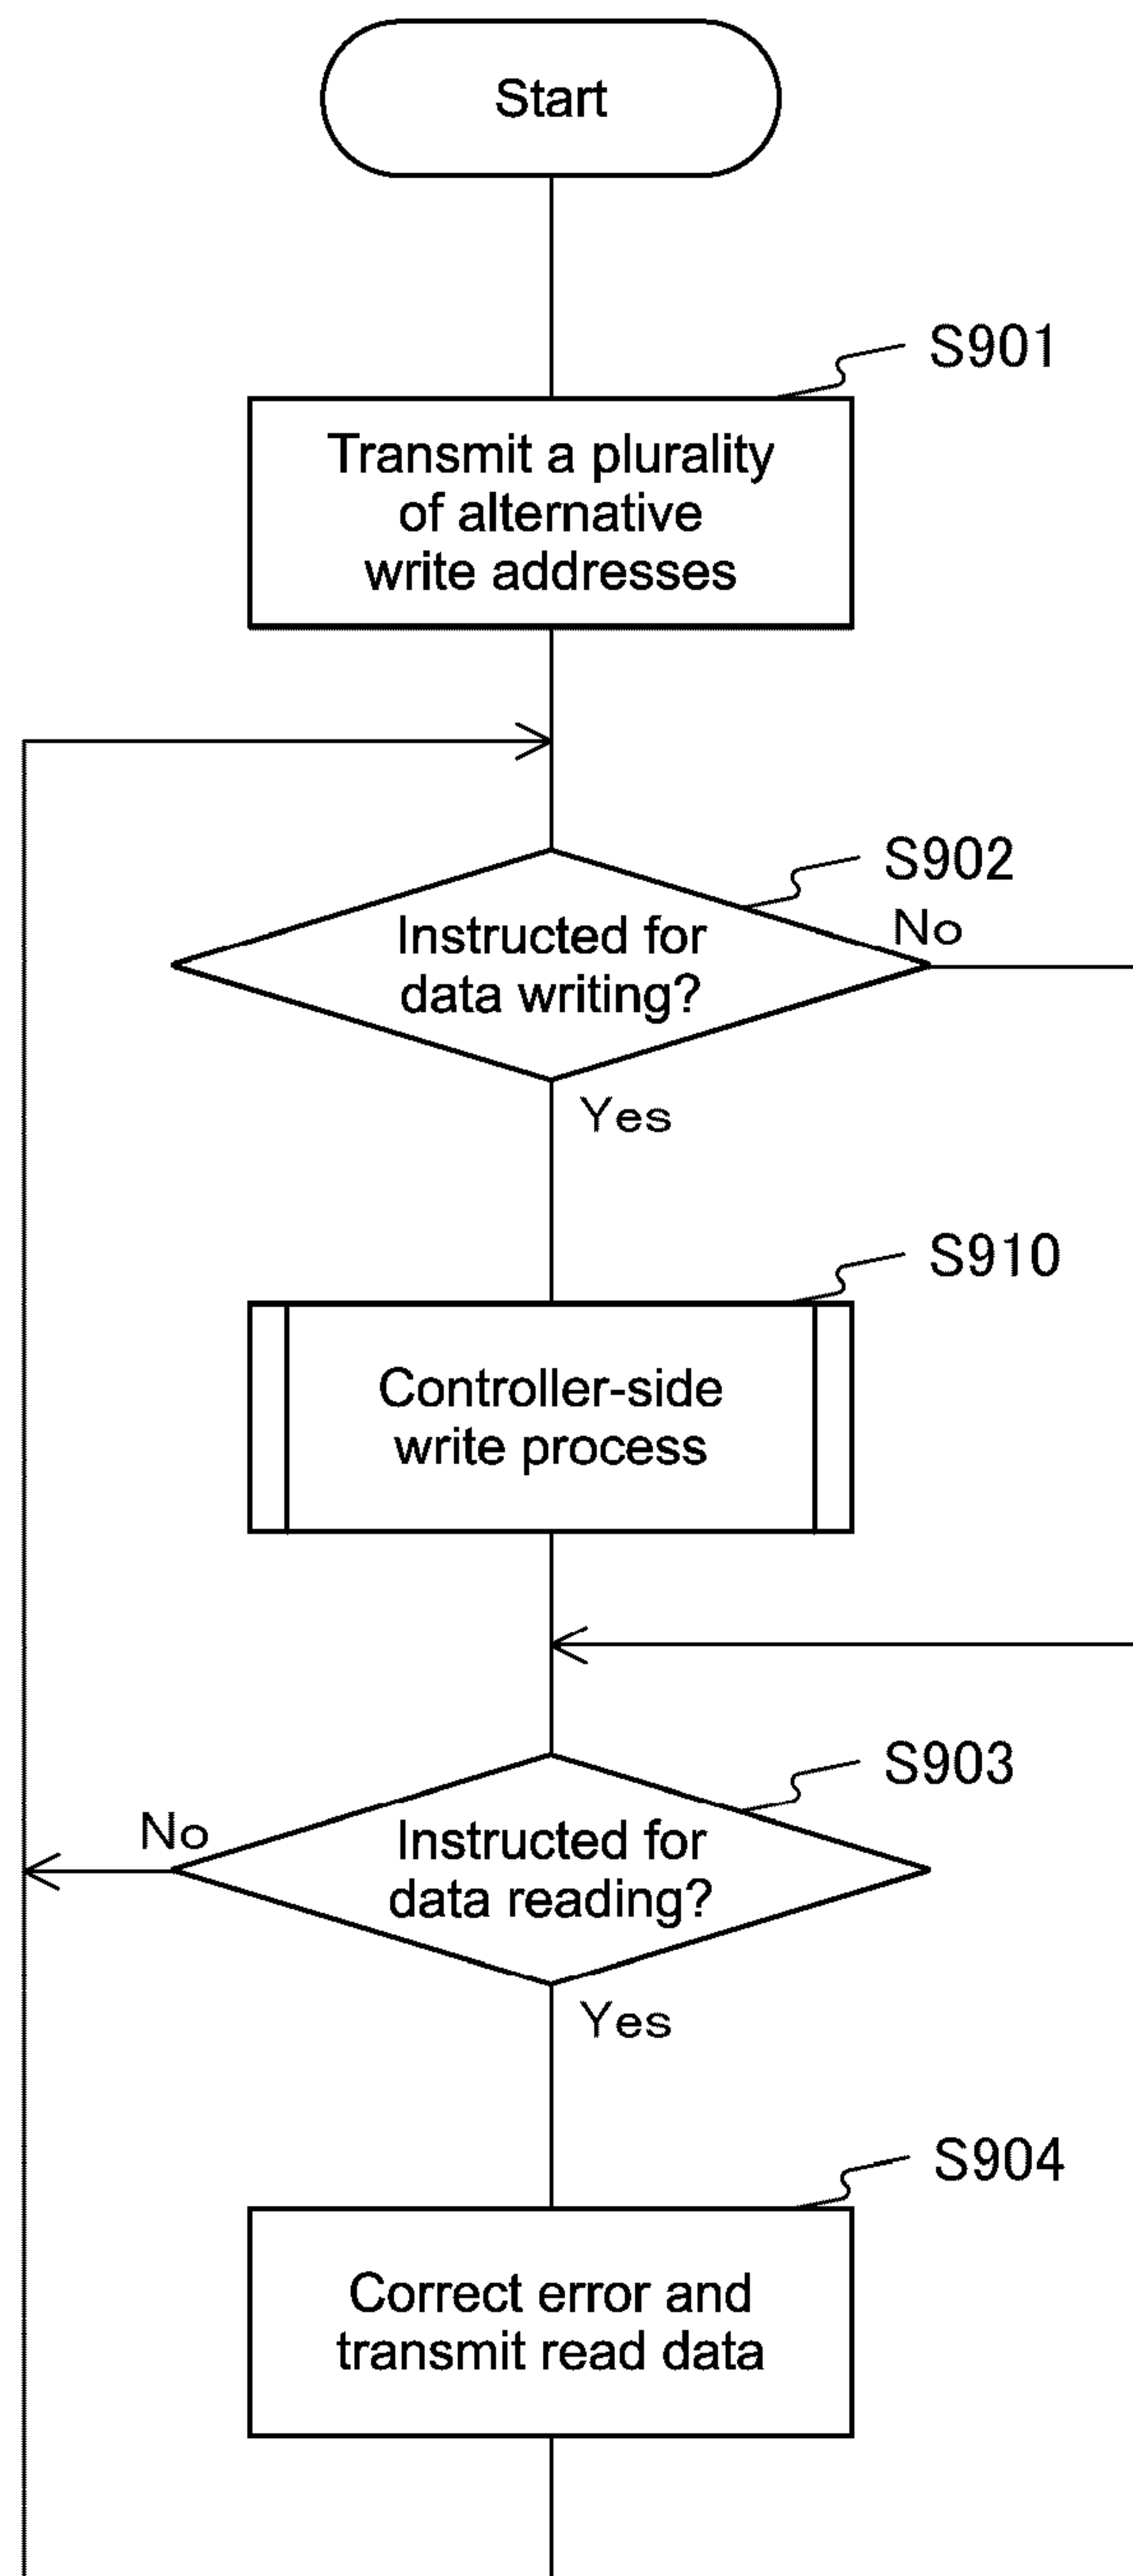 Start
S901
Transmit a plurality
of alternative
write addresses
S902
Instructed for
data writing?
No
Yes
S910
Controller-side
write process
S903
No
Instructed for
data reading?
Yes
S904
Correct error and
transmit read data